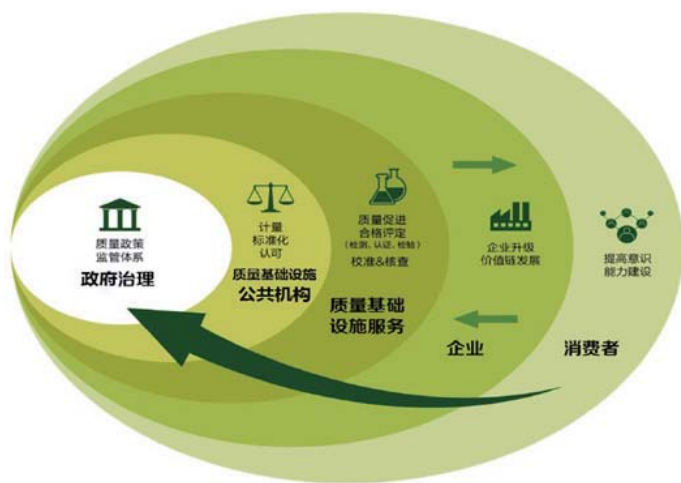 质量政策
监管体系
政府治理
计量
标准化
认可
质量基础设施
公共机构
质量促进
合格评定
(检测、认证、检验)
校准&核查
质量基础
设施服务
企业升级
价值链发展
企业
提高意识
能力建设
消费者